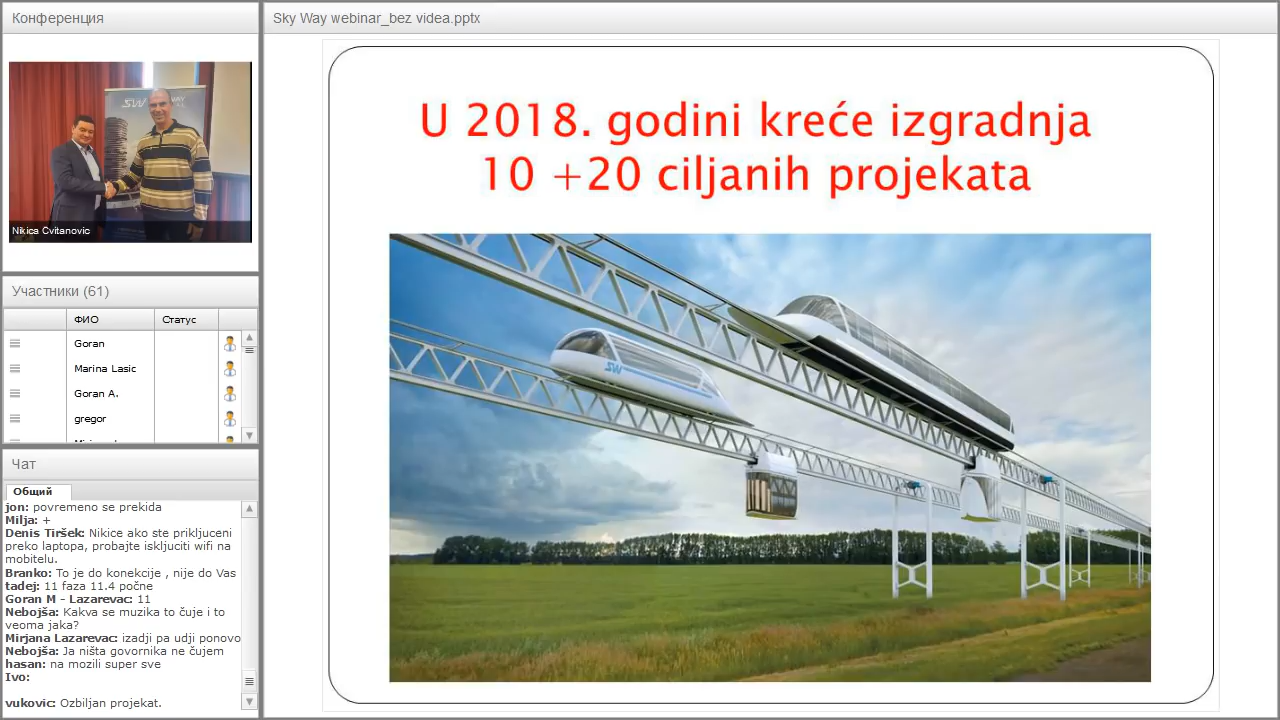 Конференция
Nikica Cvitanovic
Участники (61)
ФИО Статус
Goran
Marina Lasic
Goran A.
gregor
Чат
Общий
jon: povremeno se prekida
Milja: +
Denis Tiršek: Nikice ako ste prikljuceni
preko laptopa, probajte iskljuciti wifi na
mobitelu.
Branko: To je do konekcije , nije do Vas
tadej: 11 faza 11.4 počne
Goran M - Lazarevac: 11
Nebojša: Kakva se muzika to čuje i to
veoma jaka?
Mirjana Lazarevac: izadji pa udji ponovo
Nebojša: Ja ništa govornika ne čujem
hasan: na mozili super sve
Ivo:
vukovic: Ozbiljan projekat.
Sky Way webinar_bez videa.pptx
U 2018. godini kreće izgradnja
10 +20 ciljanih projekata
SW